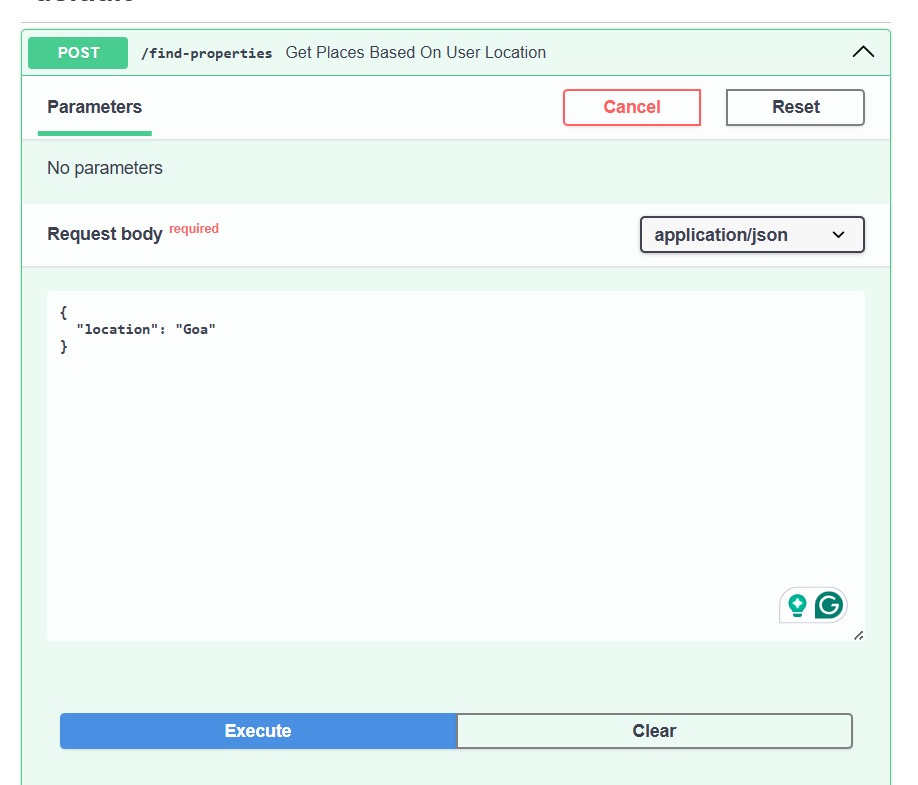 POST /find-properties Get Places Based On User Location
Parameters Cancel Reset
No parameters
Request body required application/json
{
"location": "Goa"
}
Execute Clear